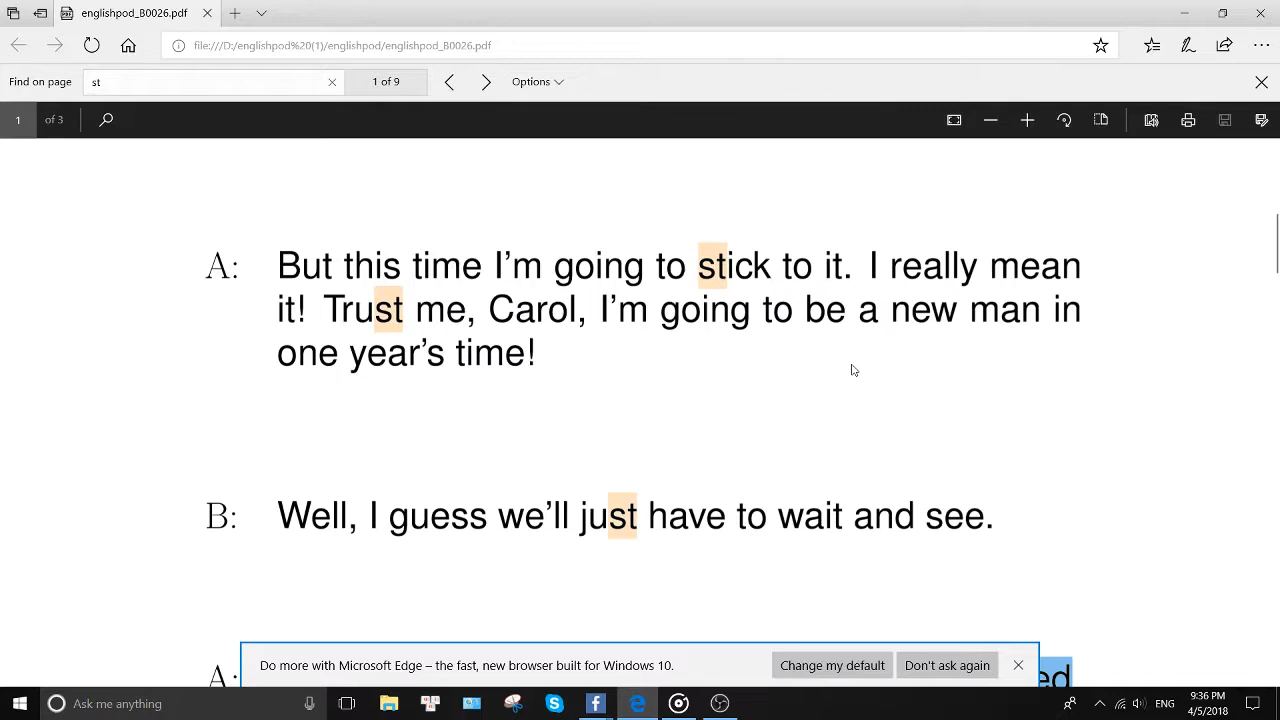 englishpod_B0026.pdf
file:///D:/englishpod%20(1)/englishpod/englishpod_B0026.pdf
Find on page st 1 of 9 Options
1 of 3
A: But this time I’m going to stick to it. I really mean
it! Trust me, Carol, I’m going to be a new man in
one year’s time!
B: Well, I guess we’ll just have to wait and see.
Do more with Microsoft Edge – the fast, new browser built for Windows 10. Change my default Don't ask again
A: ed
Ask me anything ENG 9:36 PM
4/5/2018